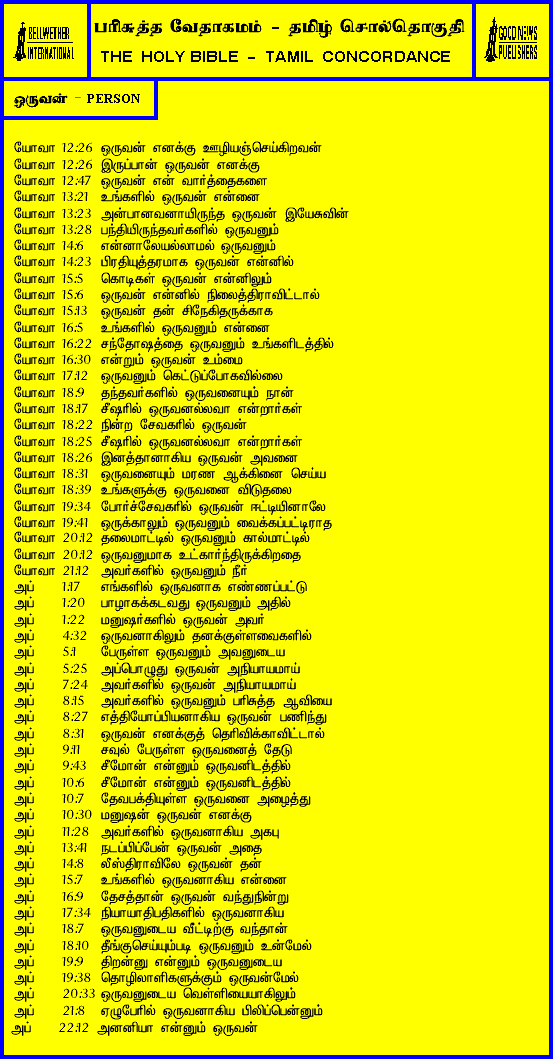 BELLWETHER INTERNATIONAL
பரிசுத்த வேதாகமம் - தமிழ் சொல்தொகுதி
THE HOLY BIBLE - TAMIL CONCORDANCE
GOOD NEWS PUBLISHERS
ஒருவன் - PERSON
யோவா 12:26 ஒருவன் எனக்கு ஊழியஞ்செய்கிறவன்
யோவா 12:26 இருப்பான் ஒருவன் எனக்கு
யோவா 12:47 ஒருவன் என் வார்த்தைகளை
யோவா 13:21 உங்களில் ஒருவன் என்னை
யோவா 13:23 அன்பானவனாயிருந்த ஒருவன் இயேசுவின்
யோவா 13:28 பந்தியிருந்தவர்களில் ஒருவனும்
யோவா 14:6 என்னாலேயல்லாமல் ஒருவனும்
யோவா 14:23 பிரதியுத்தரமாக ஒருவன் என்னில்
யோவா 15:5 கொடிகள் ஒருவன் என்னிலும்
யோவா 15:6 ஒருவன் என்னில் நிலைத்திராவிட்டால்
யோவா 15:13 ஒருவன் தன் சிநேகிதருக்காக
யோவா 16:5 உங்களில் ஒருவனும் என்னை
யோவா 16:22 சந்தோஷத்தை ஒருவனும் உங்களிடத்தில்
யோவா 16:30 என்றும் ஒருவன் உம்மை
யோவா 17:12 ஒருவனும் கெட்டுப்போகவில்லை
யோவா 18:9 தந்தவர்களில் ஒருவனையும் நான்
யோவா 18:17 சீஷரில் ஒருவனல்லவா என்றார்கள்
யோவா 18:22 நின்ற சேவகரில் ஒருவன்
யோவா 18:25 சீஷரில் ஒருவனல்லவா என்றார்கள்
யோவா 18:26 இனத்தானாகிய ஒருவன் அவனை
யோவா 18:31 ஒருவனையும் மரண ஆக்கினை செய்ய
யோவா 18:39 உங்களுக்கு ஒருவனை விடுதலை
யோவா 19:34 போர்ச்சேவகரில் ஒருவன் ஈட்டியினாலே
யோவா 19:41 ஒருக்காலும் ஒருவனும் வைக்கப்பட்டிராத
யோவா 20:12 தலைமாட்டில் ஒருவனும் கால்மாட்டில்
யோவா 20:12 ஒருவனுமாக உட்கார்ந்திருக்கிறதை
யோவா 21:12 அவர்களில் ஒருவனும் நீர்
அப் 1:17 எங்களில் ஒருவனாக எண்ணப்பட்டு
அப் 1:20 பாழாகக்கடவது ஒருவனும் அதில்
அப் 1:22 மனுஷர்களில் ஒருவன் அவர்
அப் 4:32 ஒருவனாகிலும் தனக்குள்ளவைகளில்
அப் 5:1 பேருள்ள ஒருவனும் அவனுடைய
அப் 5:25 அப்பொழுது ஒருவன் அநியாயமாய்
அப் 7:24 அவர்களில் ஒருவன் அநியாயமாய்
அப் 8:15 அவர்களில் ஒருவனும் பரிசுத்த ஆவியை
அப் 8:27 எத்தியோப்பியனாகிய ஒருவன் பணிந்து
அப் 8:31 ஒருவன் எனக்குத் தெரிவிக்காவிட்டால்
அப் 9:11 சவுல் பேருள்ள ஒருவனைத் தேடு
அப் 9:43 சீமோன் என்னும் ஒருவனிடத்தில்
அப் 10:6 சீமோன் என்னும் ஒருவனிடத்தில்
அப் 10:7 தேவபக்தியுள்ள ஒருவனை அழைத்து
அப் 10:30 மனுஷன் ஒருவன் எனக்கு
அப் 11:28 அவர்களில் ஒருவனாகிய அகபு
அப் 13:41 நடப்பிப்பேன் ஒருவன் அதை
அப் 14:8 லீஸ்திராவிலே ஒருவன் தன்
அப் 15:7 உங்களில் ஒருவனாகிய என்னை
அப் 16:9 தேசத்தான் ஒருவன் வந்துநின்று
அப் 17:34 நியாயாதிபதிகளில் ஒருவனாகிய
அப் 18:7 ஒருவனுடைய வீட்டிற்கு வந்தான்
அப் 18:10 தீங்குசெய்யும்படி ஒருவனும் உன்மேல்
அப் 19:9 திறன்னு என்னும் ஒருவனுடைய
அப் 19:38 தொழிலாளிகளுக்கும் ஒருவன்மேல்
அப் 20:33 ஒருவனுடைய வெள்ளியையாகிலும்
அப் 21:8 ஏழுபேரில் ஒருவனாகிய பிலிப்பென்னும்
அப் 22:12 அனனியா என்னும் ஒருவன்